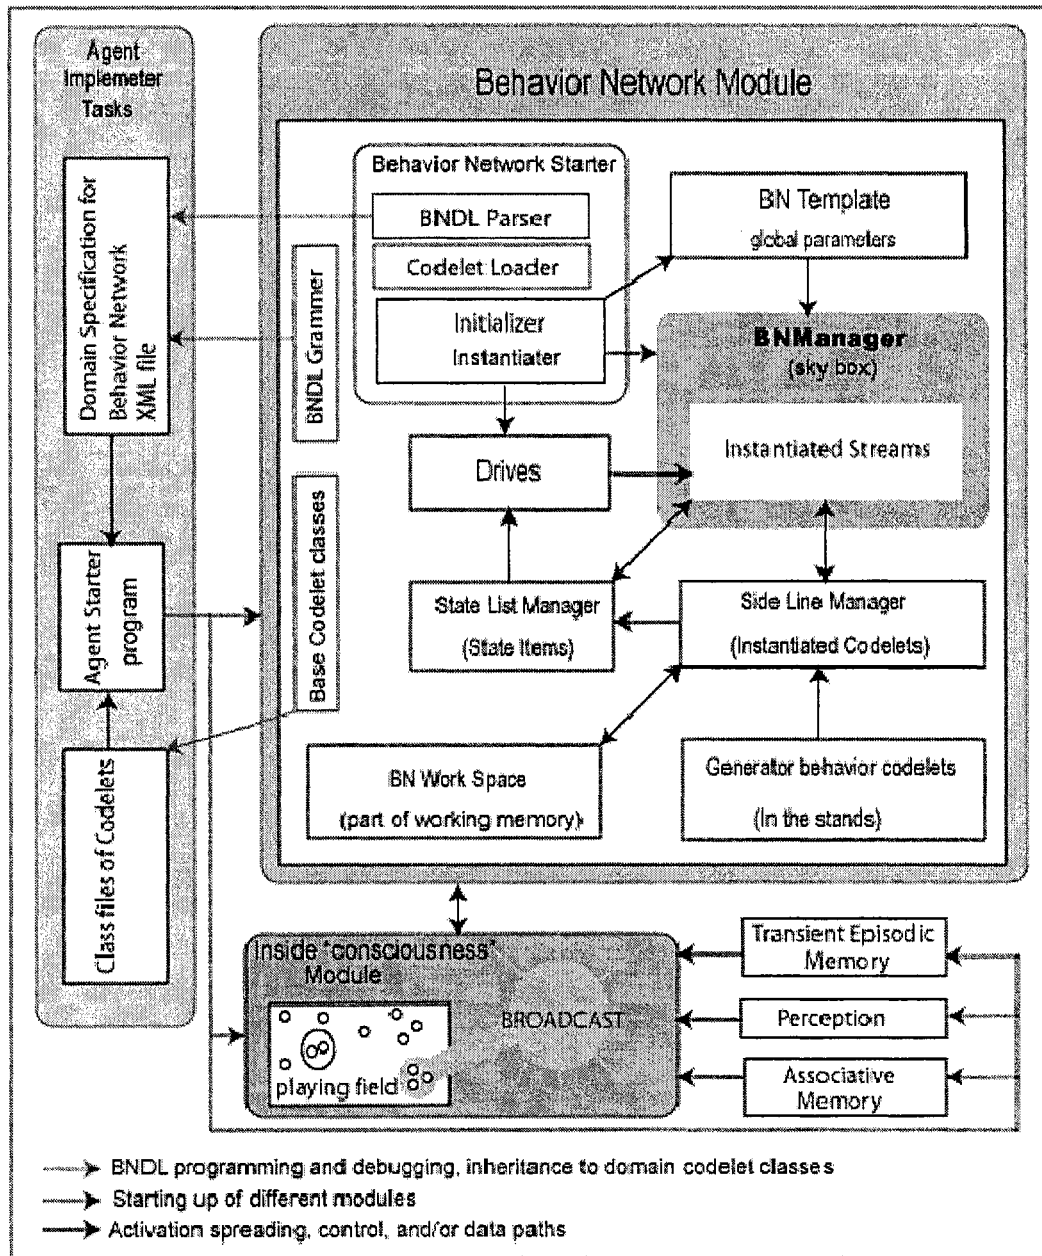 Agent
Implemeter
Tasks
Domain Specification for
Behavior Network
XML file
Agent Starter
program
Class files of Codelets
Behavior Network Module
Behavior Network Starter
BNDL Parser
Codelet Loader
Initializer
Instantiater
BNDL Grammer
Base Codelet classes
BN Template
global parameters
BNManager
(sky box)
Instantiated Streams
Drives
State List Manager
(State Items)
Side Line Manager
(Instantiated Codelets)
BN Work Space
(part of working memory)
Generator behavior codelets
(In the stands)
Inside "consciousness"
Module
BROADCAST
playing field
Transient Episodic
Memory
Perception
Associative
Memory
BNDL programming and debugging, inheritance to domain codelet classes
Starting up of different modules
Activation spreading, control, and/or data paths